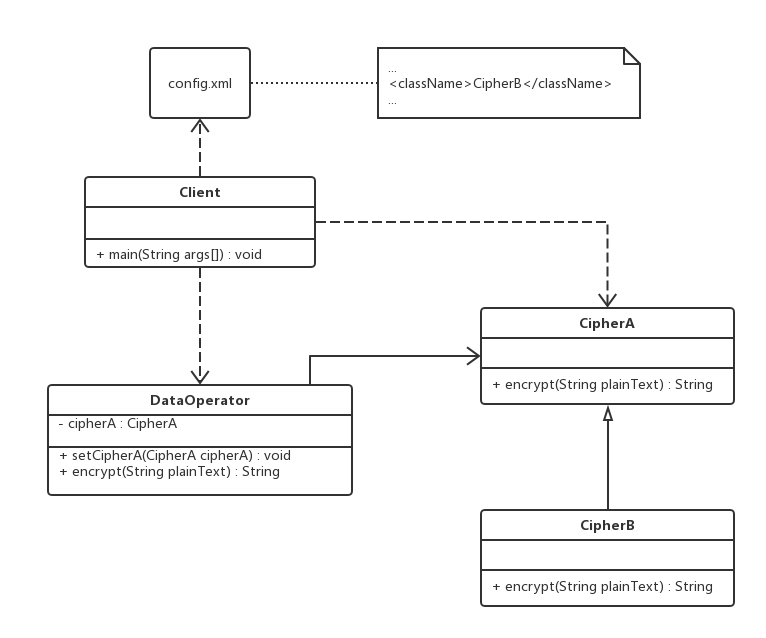 config.xml
...
<className>CipherB</className>
...
Client
+ main(String args[]) : void
CipherA
+ encrypt(String plainText) : String
DataOperator
- cipherA : CipherA
+ setCipherA(CipherA cipherA) : void
+ encrypt(String plainText) : String
CipherB
+ encrypt(String plainText) : String